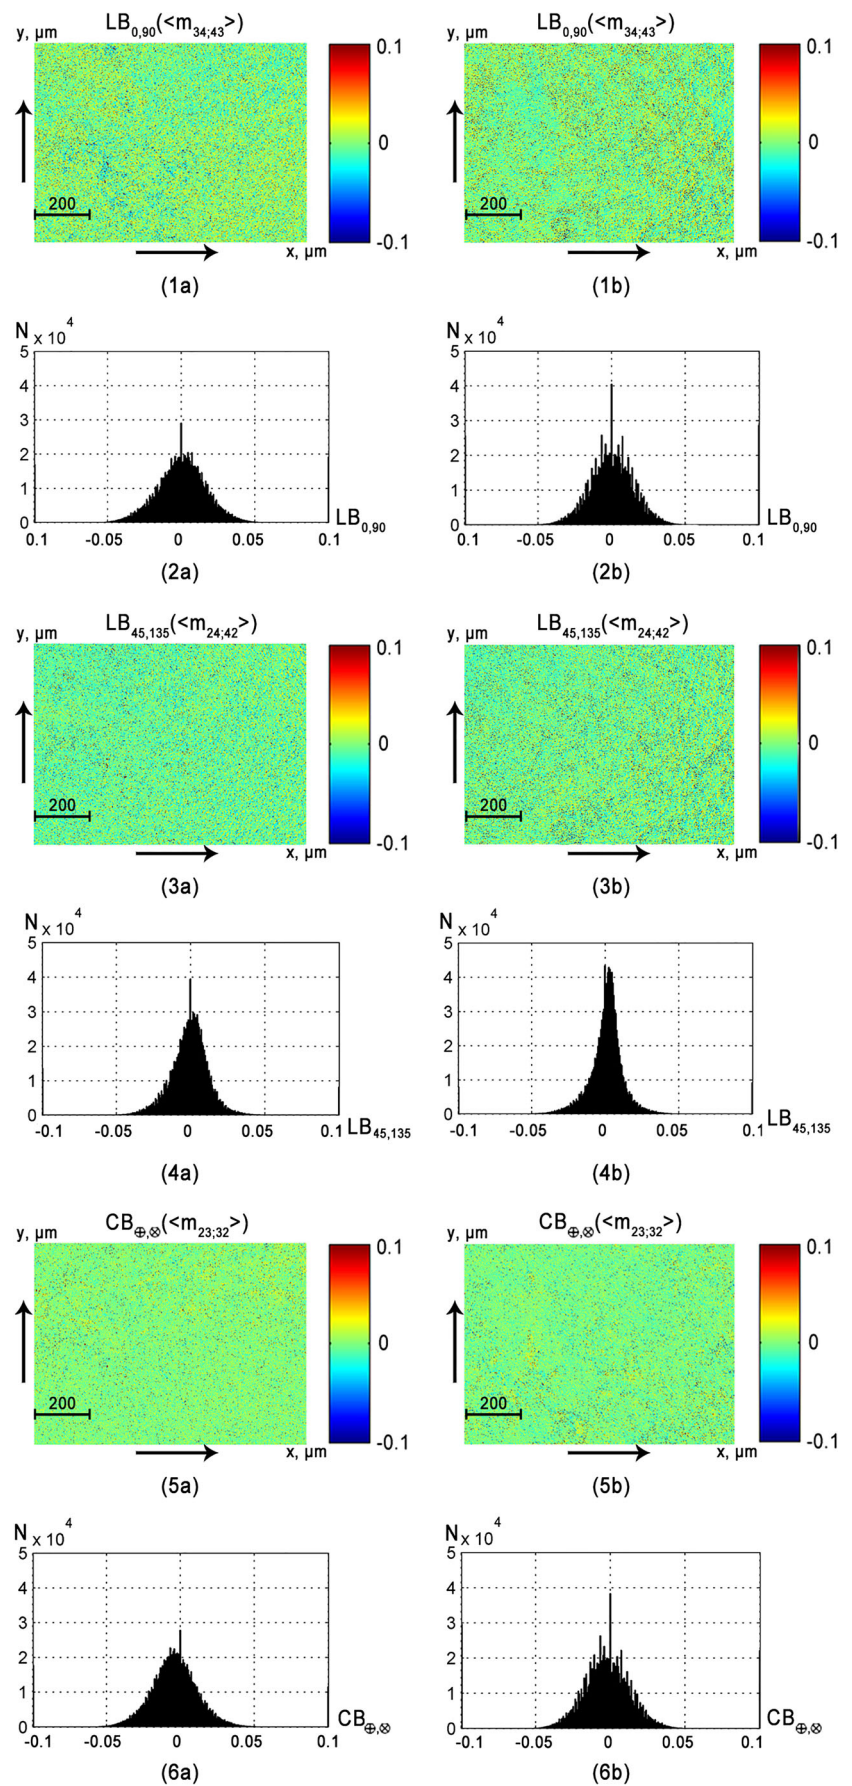 LB0,90(<m34;43>) LB0,90(<m34;43>)
y, µm 0.1 y, µm 0.1
0 0
200 200
-0.1 -0.1
x, µm x, µm
(1a) (1b)
N x 10^4 N x 10^4
5 5
4 4
3 3
2 2
1 1
0 LB0,90 0 LB0,90
0.1 -0.05 0 0.05 0.1 0.1 -0.05 0 0.05 0.1
(2a) (2b)
LB45,135(<m24;42>) LB45,135(<m24;42>)
y, µm 0.1 y, µm 0.1
0 0
200 200
-0.1 -0.1
x, µm x, µm
(3a) (3b)
N x 10^4 N x 10^4
5 5
4 4
3 3
2 2
1 1
0 0
-0.1 -0.05 0 0.05 0.1 LB45,135 -0.1 -0.05 0 0.05 0.1 LB45,135
(4a) (4b)
CB⊕,⊗(<m23;32>) CB⊕,⊗(<m23;32>)
y, µm 0.1 y, µm 0.1
0 0
200 200
-0.1 -0.1
x, µm x, µm
(5a) (5b)
N x 10^4 N x 10^4
5 5
4 4
3 3
2 2
1 1
0 CB⊕,⊗ 0 CB⊕,⊗
-0.1 -0.05 0 0.05 0.1 -0.1 -0.05 0 0.05 0.1
(6a) (6b)